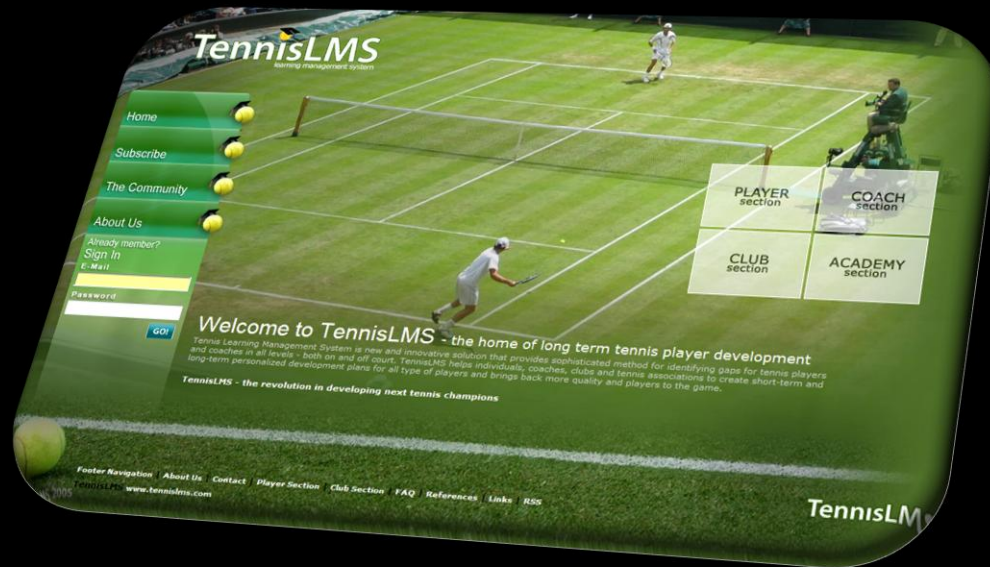 TennisLMS
learning management system
Home
Subscribe
The Community
About Us
Already member?
Sign In
E-Mail
Password
GO!
PLAYER
section
COACH
section
CLUB
section
ACADEMY
section
Welcome to TennisLMS - the home of long term tennis player development
Tennis Learning Management System is new and innovative solution that provides sophisticated method for identifying gaps for tennis players
and coaches in all levels - both on and off court. TennisLMS helps individuals, coaches, clubs and tennis associations to create short-term and
long-term personalized development plans for all type of players and brings back more quality and players to the game.
TennisLMS - the revolution in developing next tennis champions
Footer Navigation | About Us | Contact | Player Section | Club Section | FAQ | References | Links | RSS
2005 TennisLMS www.tennislms.com
TennisLM